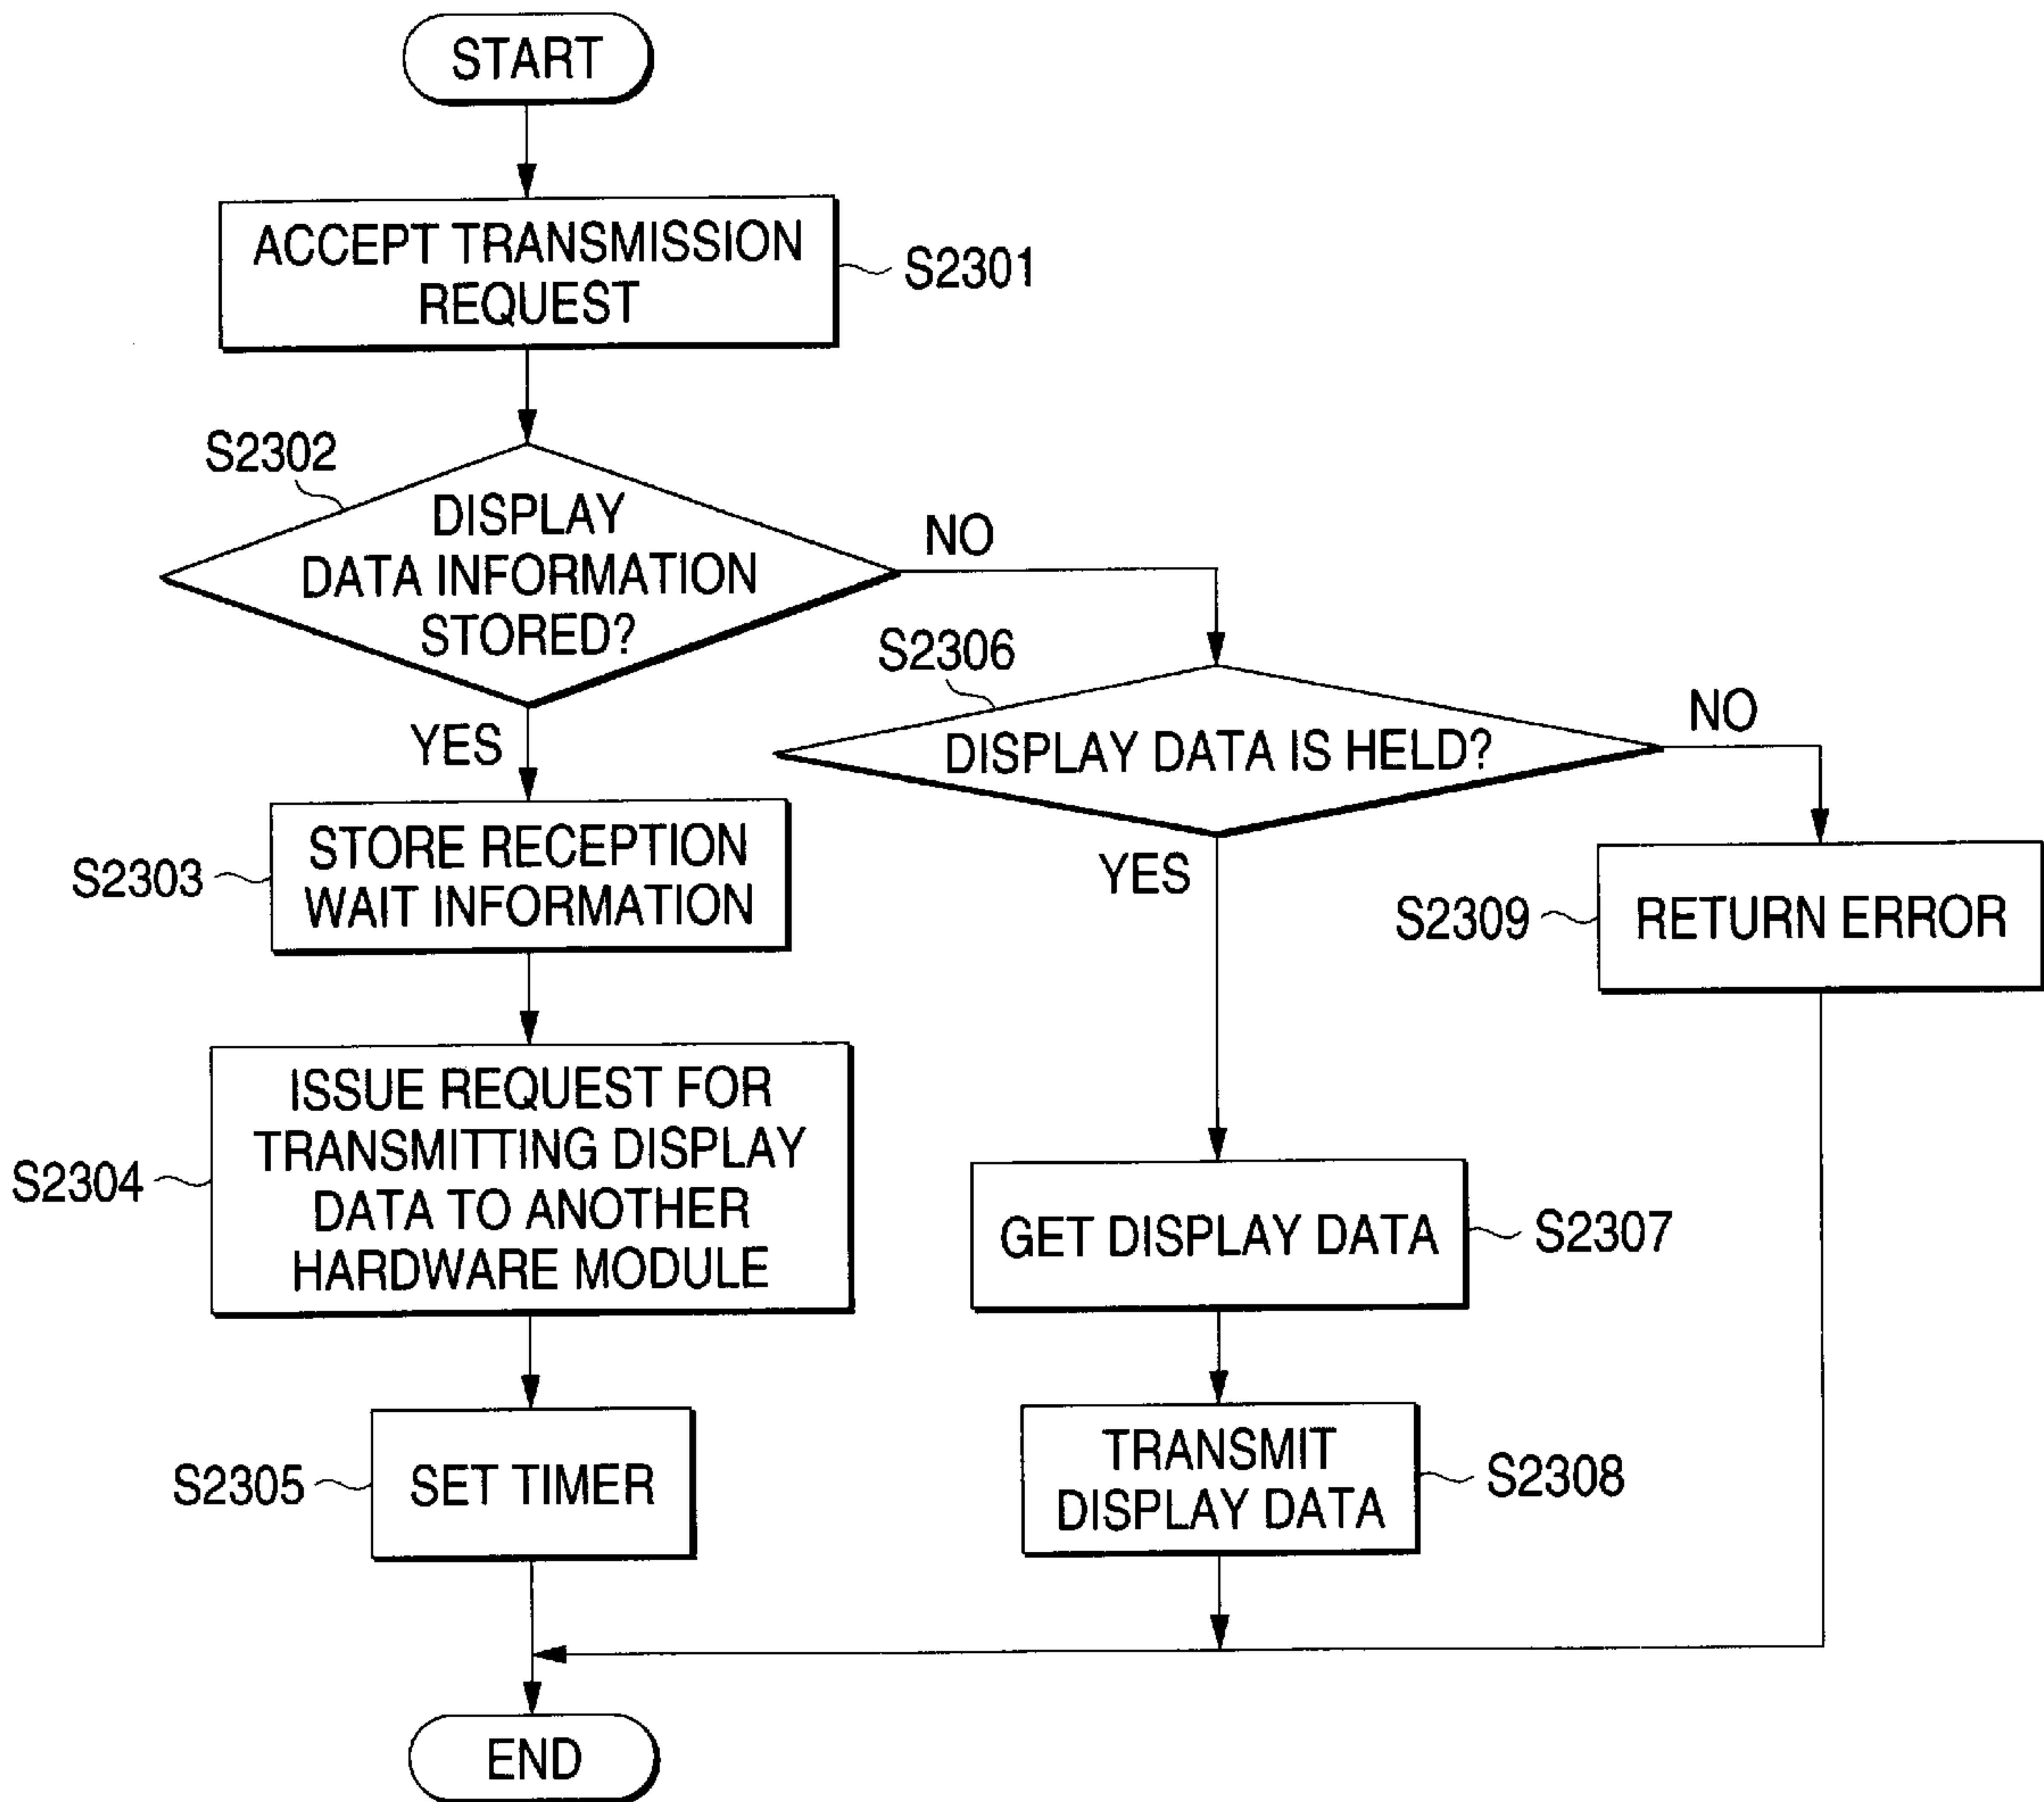 START
ACCEPT TRANSMISSION
REQUEST
S2301
S2302
DISPLAY
DATA INFORMATION
STORED?
NO
YES
S2306
DISPLAY DATA IS HELD?
NO
YES
S2303
STORE RECEPTION
WAIT INFORMATION
S2309
RETURN ERROR
S2304
ISSUE REQUEST FOR
TRANSMITTING DISPLAY
DATA TO ANOTHER
HARDWARE MODULE
GET DISPLAY DATA
S2307
S2305
SET TIMER
TRANSMIT
DISPLAY DATA
S2308
END